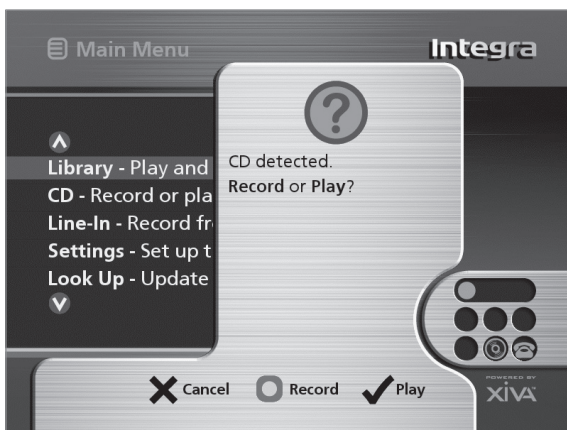 Main Menu
Integra
Library - Play and
CD - Record or pla
Line-In - Record fr
Settings - Set up t
Look Up - Update
?
CD detected.
Record or Play?
Cancel
Record
Play
POWERED BY
XiVA